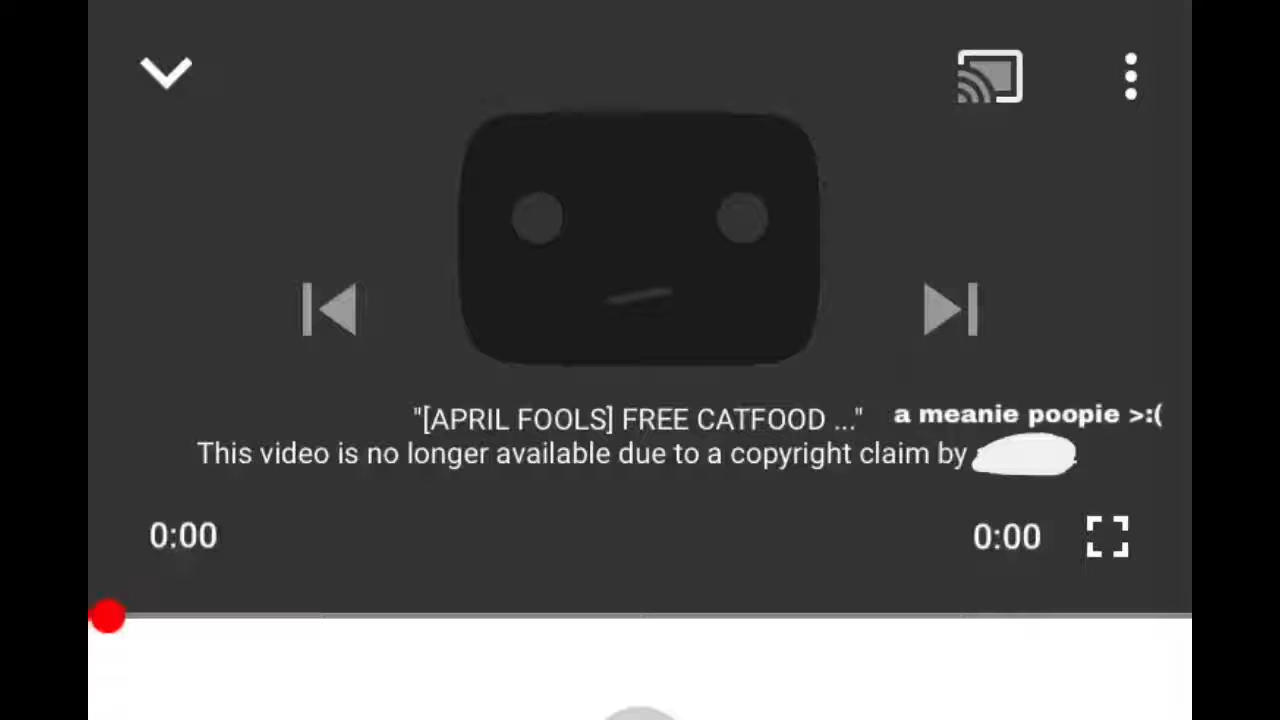 "[APRIL FOOLS] FREE CATFOOD ..." a meanie poopie >:(
This video is no longer available due to a copyright claim by
0:00 0:00